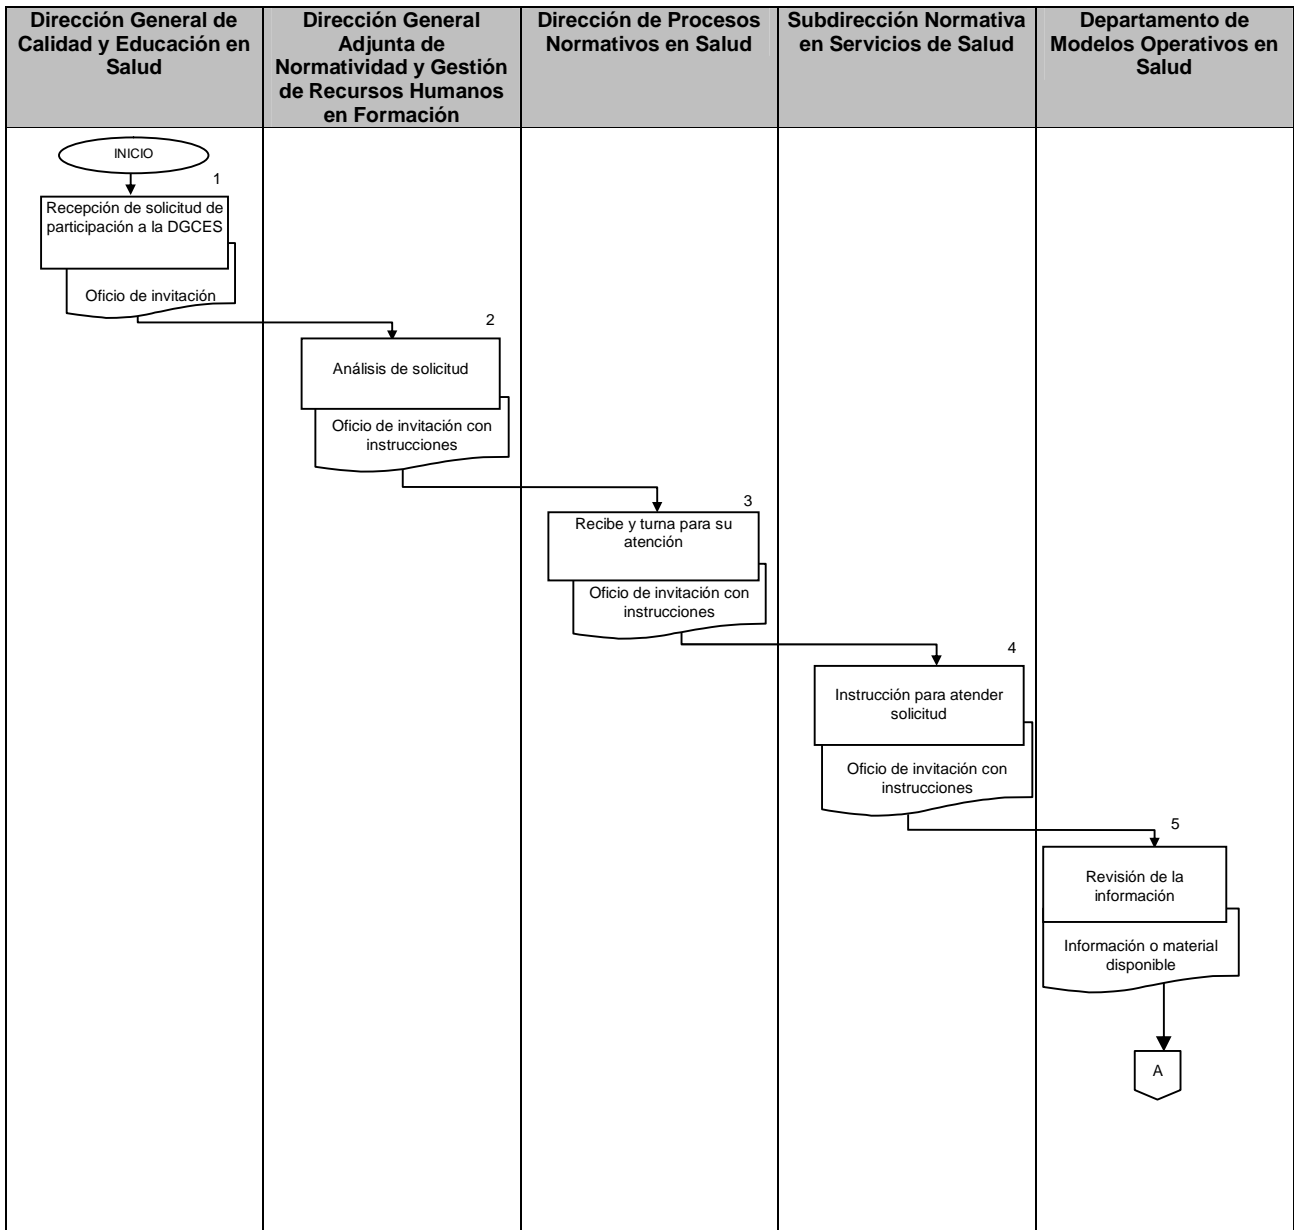 Dirección General de
Calidad y Educación en
Salud
Dirección General
Adjunta de
Normatividad y Gestión
de Recursos Humanos
en Formación
Dirección de Procesos
Normativos en Salud
Subdirección Normativa
en Servicios de Salud
Departamento de
Modelos Operativos en
Salud
INICIO
1
Recepción de solicitud de
participación a la DGCES
Oficio de invitación
2
Análisis de solicitud
Oficio de invitación con
instrucciones
3
Recibe y turna para su
atención
Oficio de invitación con
instrucciones
4
Instrucción para atender
solicitud
Oficio de invitación con
instrucciones
5
Revisión de la
información
Información o material
disponible
A